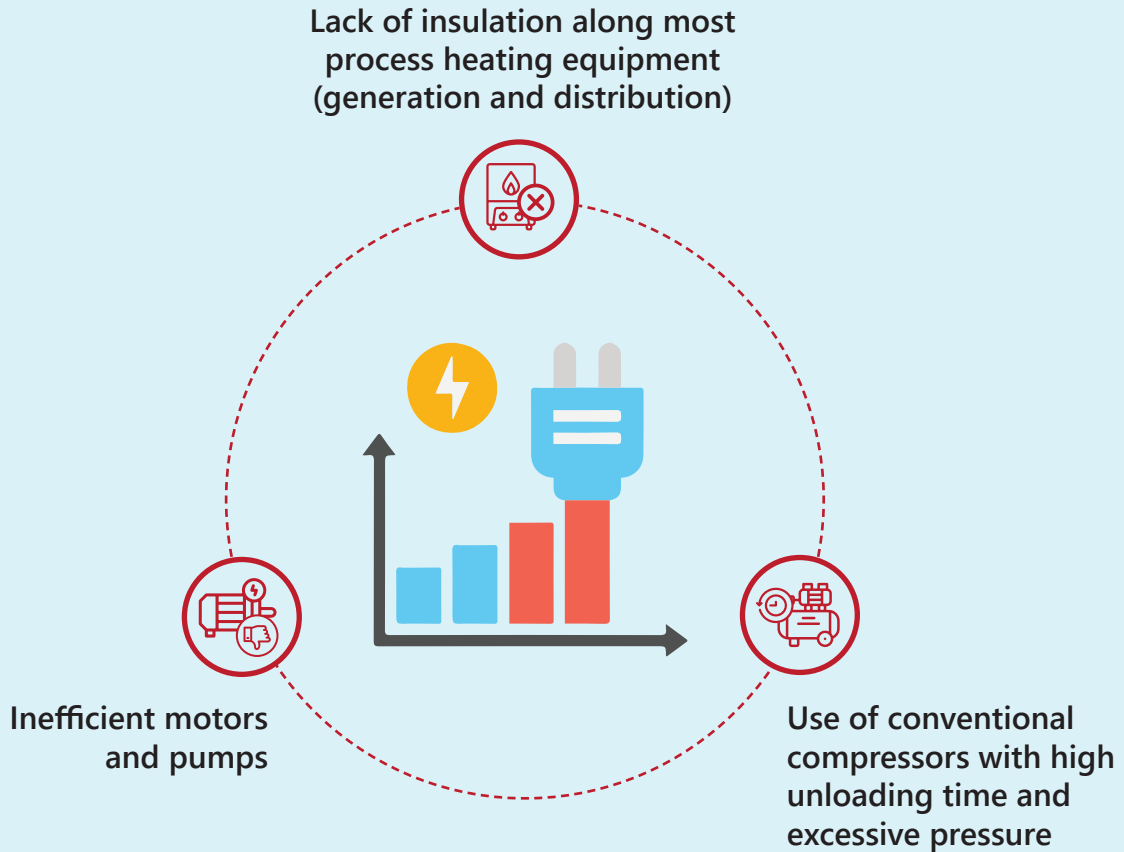 Lack of insulation along most
process heating equipment
(generation and distribution)
Inefficient motors
and pumps
Use of conventional
compressors with high
unloading time and
excessive pressure